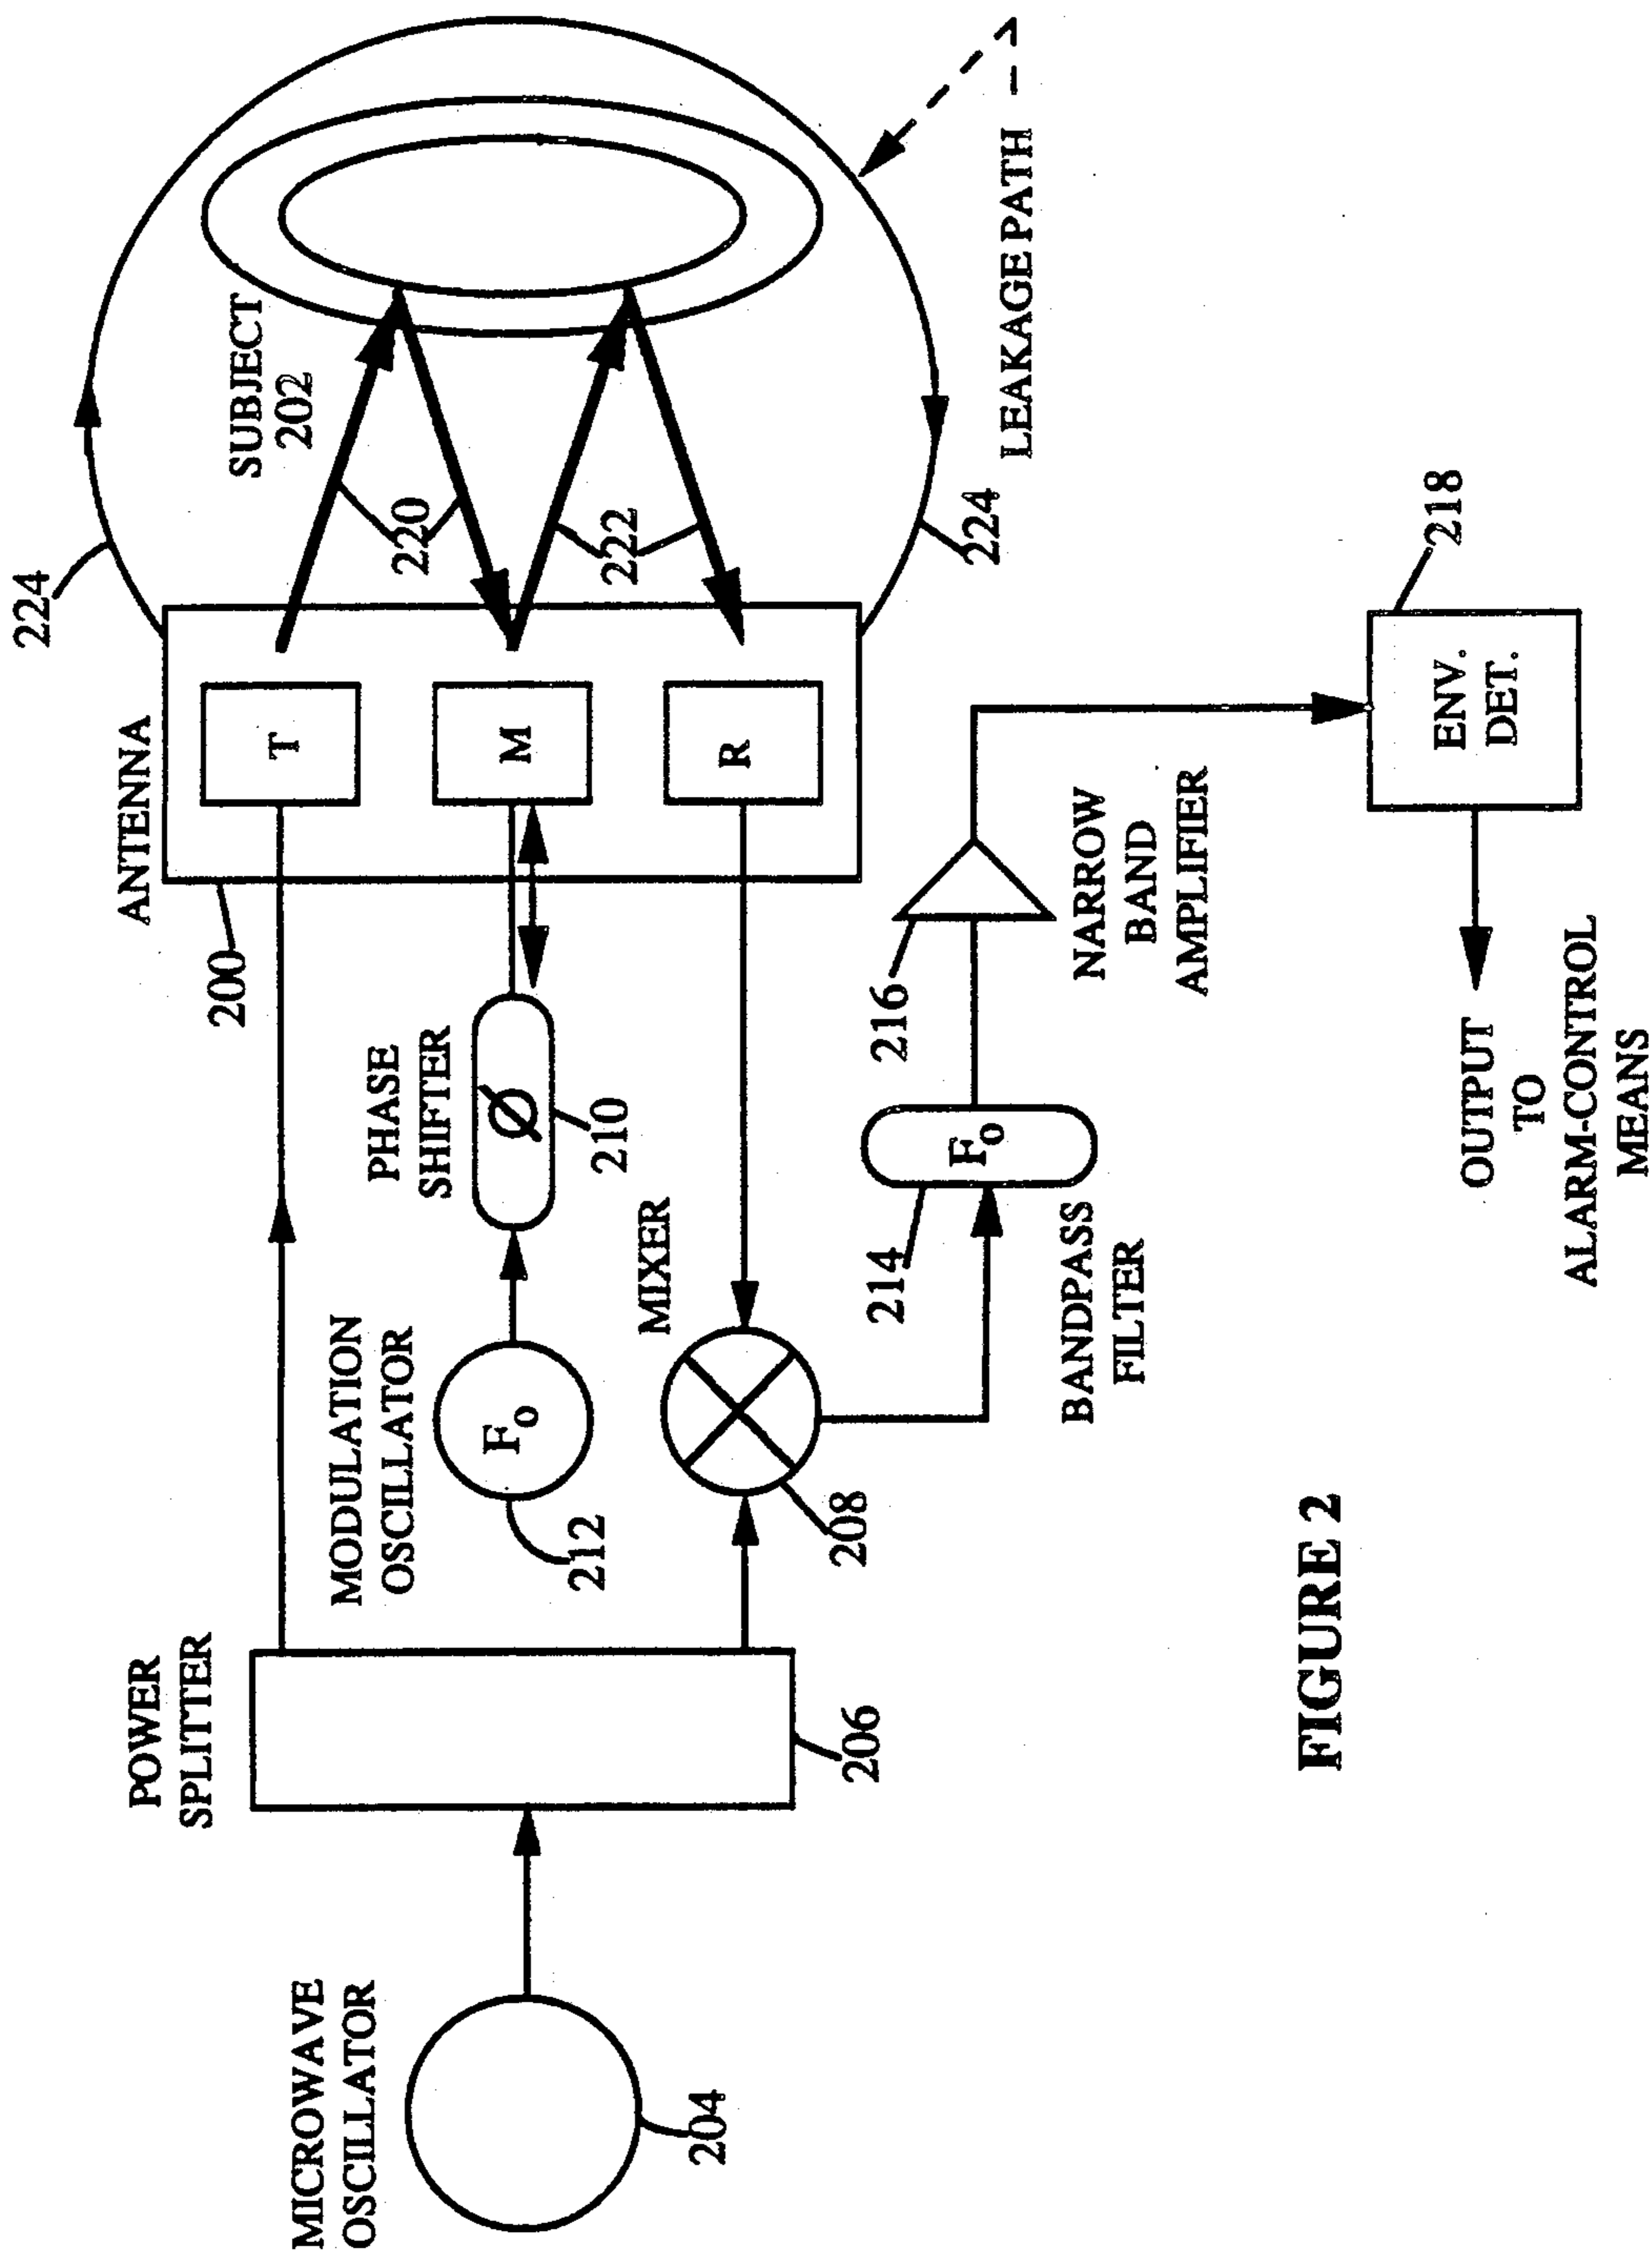 MICROWAVE
OSCILLATOR
204
POWER
SPLITTER
206
MODULATION
OSCILLATOR
F₀
212
PHASE
SHIFTER
Ø
210
MIXER
208
ANTENNA
200
T
M
R
SUBJECT
202
220
222
224
224
LEAKAGE PATH
BANDPASS
FILTER
214
F₀
216
NARROW
BAND
AMPLIFIER
218
ENV.
DET.
OUTPUT
TO
ALARM-CONTROL
MEANS
FIGURE 2